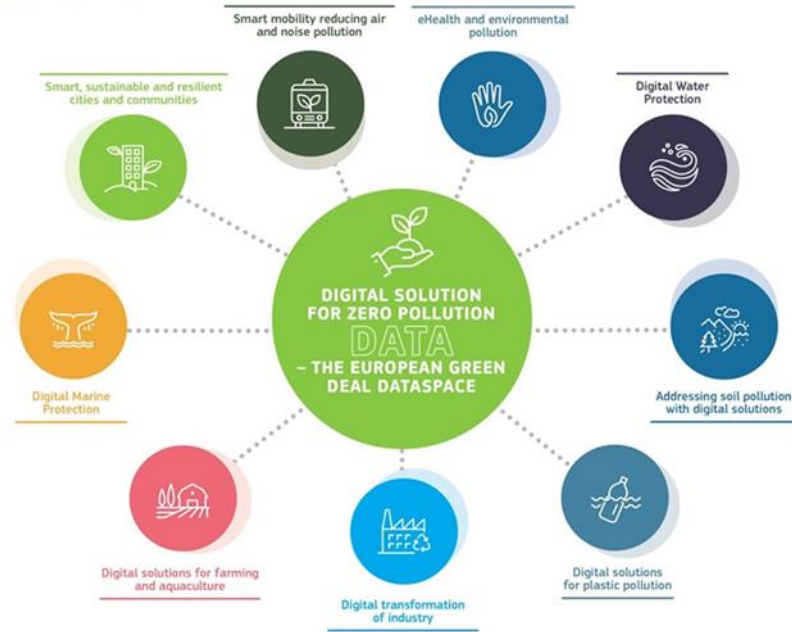 Smart mobility reducing air
and noise pollution
eHealth and environmental
pollution
Smart, sustainable and resilient
cities and communities
Digital Water
Protection
DIGITAL SOLUTION
FOR ZERO POLLUTION
DATA
– THE EUROPEAN GREEN
DEAL DATASPACE
Digital Marine
Protection
Addressing soil pollution
with digital solutions
Digital solutions for farming
and aquaculture
Digital transformation
of industry
Digital solutions
for plastic pollution